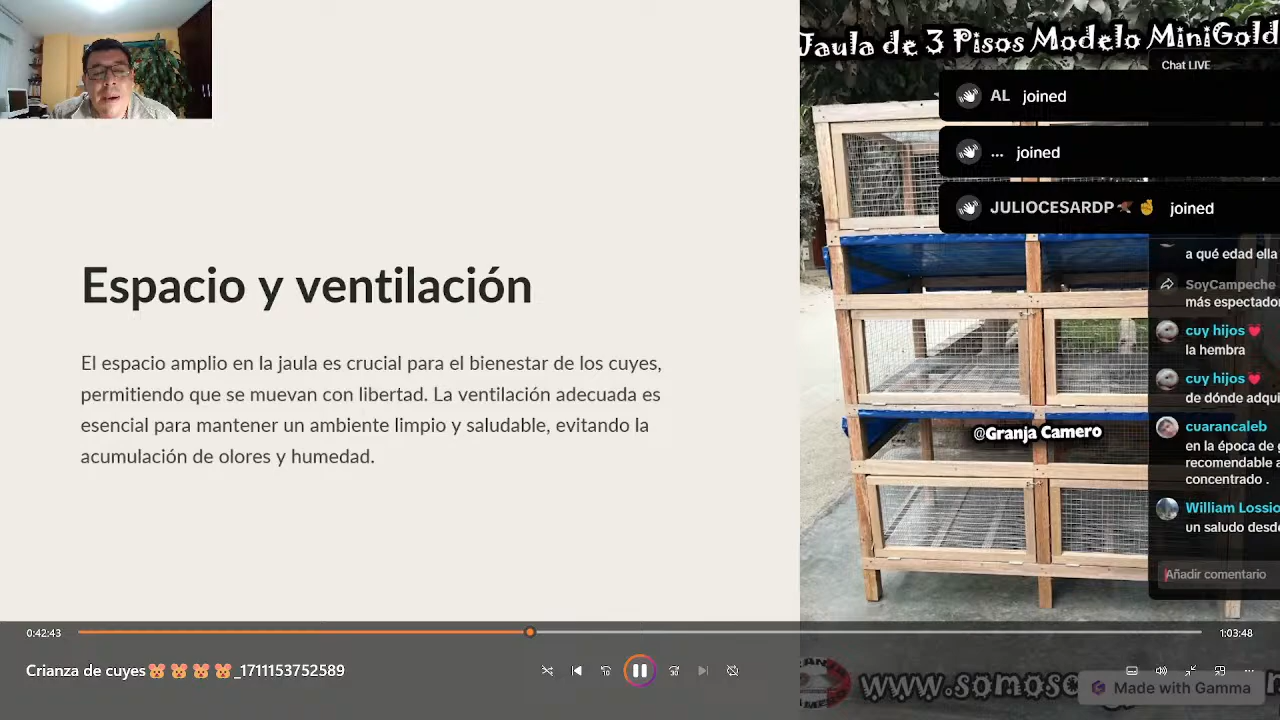 Jaula de 3 Pisos Modelo MiniGold
Chat LIVE
AL joined
... joined
JULIOCESARDP joined
a qué edad ella
SoyCampeche
más espectador
cuy hijos
la hembra
cuy hijos
de dónde adqui
cuarancaleb
en la época de g
recomendable a
concentrado .
William Lossio
un saludo desd
Añadir comentario
Espacio y ventilación
El espacio amplio en la jaula es crucial para el bienestar de los cuyes,
permitiendo que se muevan con libertad. La ventilación adecuada es
esencial para mantener un ambiente limpio y saludable, evitando la
acumulación de olores y humedad.
@Granja Camero
0:42:43
1:03:48
Crianza de cuyes🐹🐹🐹🐹_1711153752589
www.somos
Made with Gamma